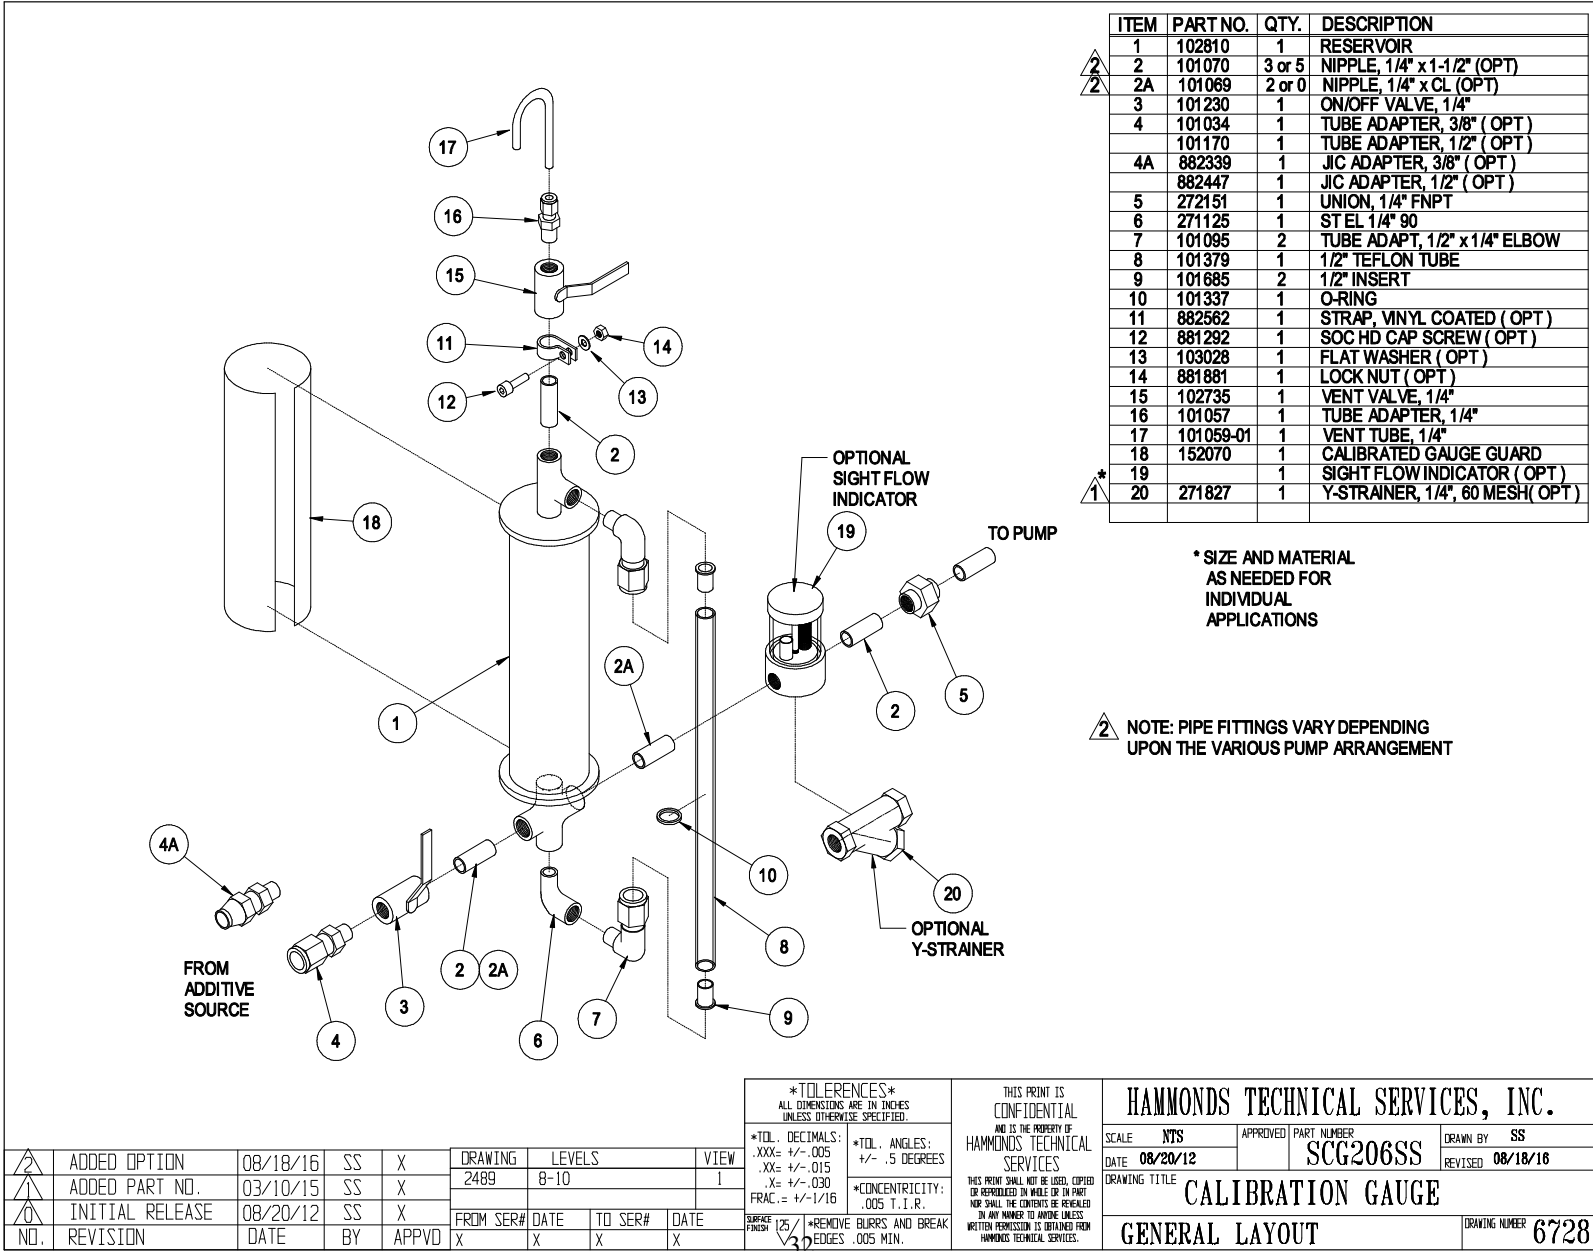 ITEM PART NO. QTY. DESCRIPTION
1 102810 1 RESERVOIR
2 2 101070 3 or 5 NIPPLE, 1/4" x 1-1/2" (OPT)
2 2A 101069 2 or 0 NIPPLE, 1/4" x CL (OPT)
3 101230 1 ON/OFF VALVE, 1/4"
4 101034 1 TUBE ADAPTER, 3/8" ( OPT )
101170 1 TUBE ADAPTER, 1/2" ( OPT )
4A 882339 1 JIC ADAPTER, 3/8" ( OPT )
882447 1 JIC ADAPTER, 1/2" ( OPT )
5 272151 1 UNION, 1/4" FNPT
6 271125 1 ST EL 1/4" 90
7 101095 2 TUBE ADAPT, 1/2" x 1/4" ELBOW
8 101379 1 1/2" TEFLON TUBE
9 101685 2 1/2" INSERT
10 101337 1 O-RING
11 882562 1 STRAP, VINYL COATED ( OPT )
12 881292 1 SOC HD CAP SCREW ( OPT )
13 103028 1 FLAT WASHER ( OPT )
14 881881 1 LOCK NUT ( OPT )
15 102735 1 VENT VALVE, 1/4"
16 101057 1 TUBE ADAPTER, 1/4"
17 101059-01 1 VENT TUBE, 1/4"
18 152070 1 CALIBRATED GAUGE GUARD
* 19 1 SIGHT FLOW INDICATOR ( OPT )
1 20 271827 1 Y-STRAINER, 1/4", 60 MESH( OPT )
* SIZE AND MATERIAL
AS NEEDED FOR
INDIVIDUAL
APPLICATIONS
2 NOTE: PIPE FITTINGS VARY DEPENDING
UPON THE VARIOUS PUMP ARRANGEMENT
17
16
15
11
14
12
13
2
18
OPTIONAL
SIGHT FLOW
INDICATOR
19
TO PUMP
2A
1
2
5
4A
10
20
OPTIONAL
Y-STRAINER
8
FROM
ADDITIVE
SOURCE
2 2A
3
4
6
7
9
2 ADDED OPTION 08/18/16 SS X
1 ADDED PART NO. 03/10/15 SS X
0 INITIAL RELEASE 08/20/12 SS X
NO. REVISION DATE BY APPVD
DRAWING LEVELS VIEW
2489 8-10 1
FROM SER# DATE TO SER# DATE
X X X X
*TOLERENCES*
ALL DIMENSIONS ARE IN INCHES
UNLESS OTHERWISE SPECIFIED.
*TOL. DECIMALS:
.XXX= +/-.005
.XX= +/-.015
.X= +/-.030
FRAC.= +/-1/16
*TOL. ANGLES:
+/- .5 DEGREES
*CONCENTRICITY:
.005 T.I.R.
SURFACE
FINISH 125/32
*REMOVE BURRS AND BREAK
EDGES .005 MIN.
THIS PRINT IS
CONFIDENTIAL
AND IS THE PROPERTY OF
HAMMONDS TECHNICAL
SERVICES
THIS PRINT SHALL NOT BE USED, COPIED
OR REPRODUCED IN WHOLE OR IN PART
NOR SHALL THE CONTENTS BE REVEALED
IN ANY MANNER TO ANYONE UNLESS
WRITTEN PERMISSION IS OBTAINED FROM
HAMMONDS TECHNICAL SERVICES.
HAMMONDS TECHNICAL SERVICES, INC.
SCALE NTS
APPROVED
PART NUMBER SCG206SS
DRAWN BY SS
DATE 08/20/12
REVISED 08/18/16
DRAWING TITLE CALIBRATION GAUGE
GENERAL LAYOUT
DRAWING NUMBER 6728